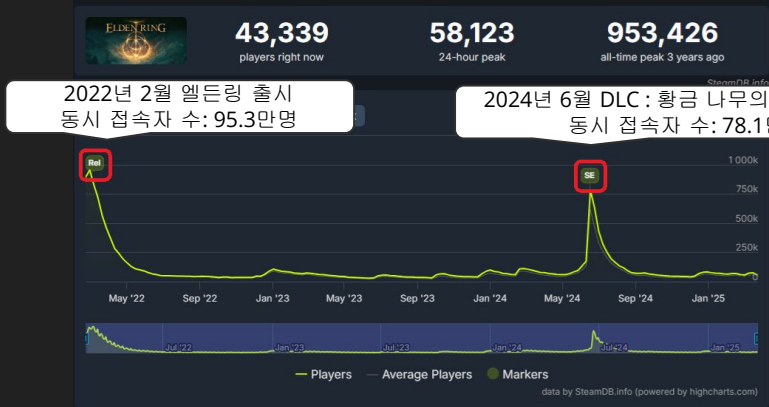 ELDEN RING
43,339
players right now
58,123
24-hour peak
953,426
all-time peak 3 years ago
SteamDB.info
2022년 2월 엘든링 출시
동시 접속자 수: 95.3만명
2024년 6월 DLC : 황금 나무의
동시 접속자 수: 78.1
Rel
SE
1 000k
750k
500k
250k
0
May '22
Sep '22
Jan '23
May '23
Sep '23
Jan '24
May '24
Sep '24
Jan '25
Jul '22
Jan '23
Jul '23
Jan '24
Jul '24
Jan '25
Players
Average Players
Markers
data by SteamDB.info (powered by highcharts.com)